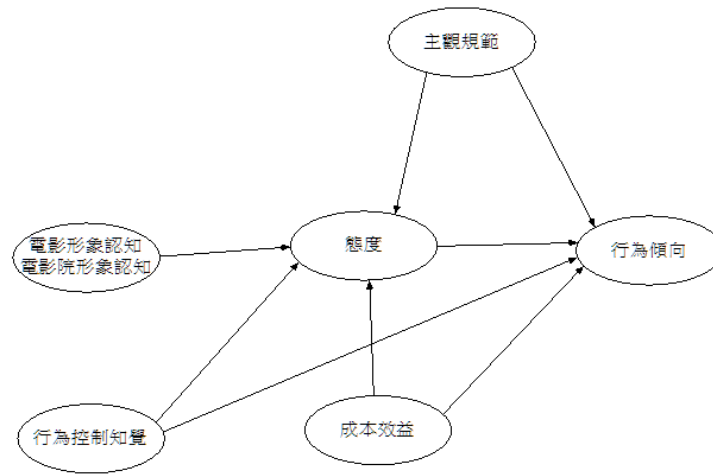 主觀規範
電影形象認知
電影院形象認知
態度
行為傾向
行為控制知覺
成本效益